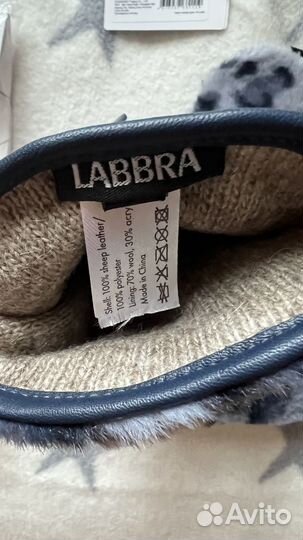 LABBRA
Shell: 100% sheep leather/
100% polyester
Lining: 70% wool, 30% acry
Made in China
Avito